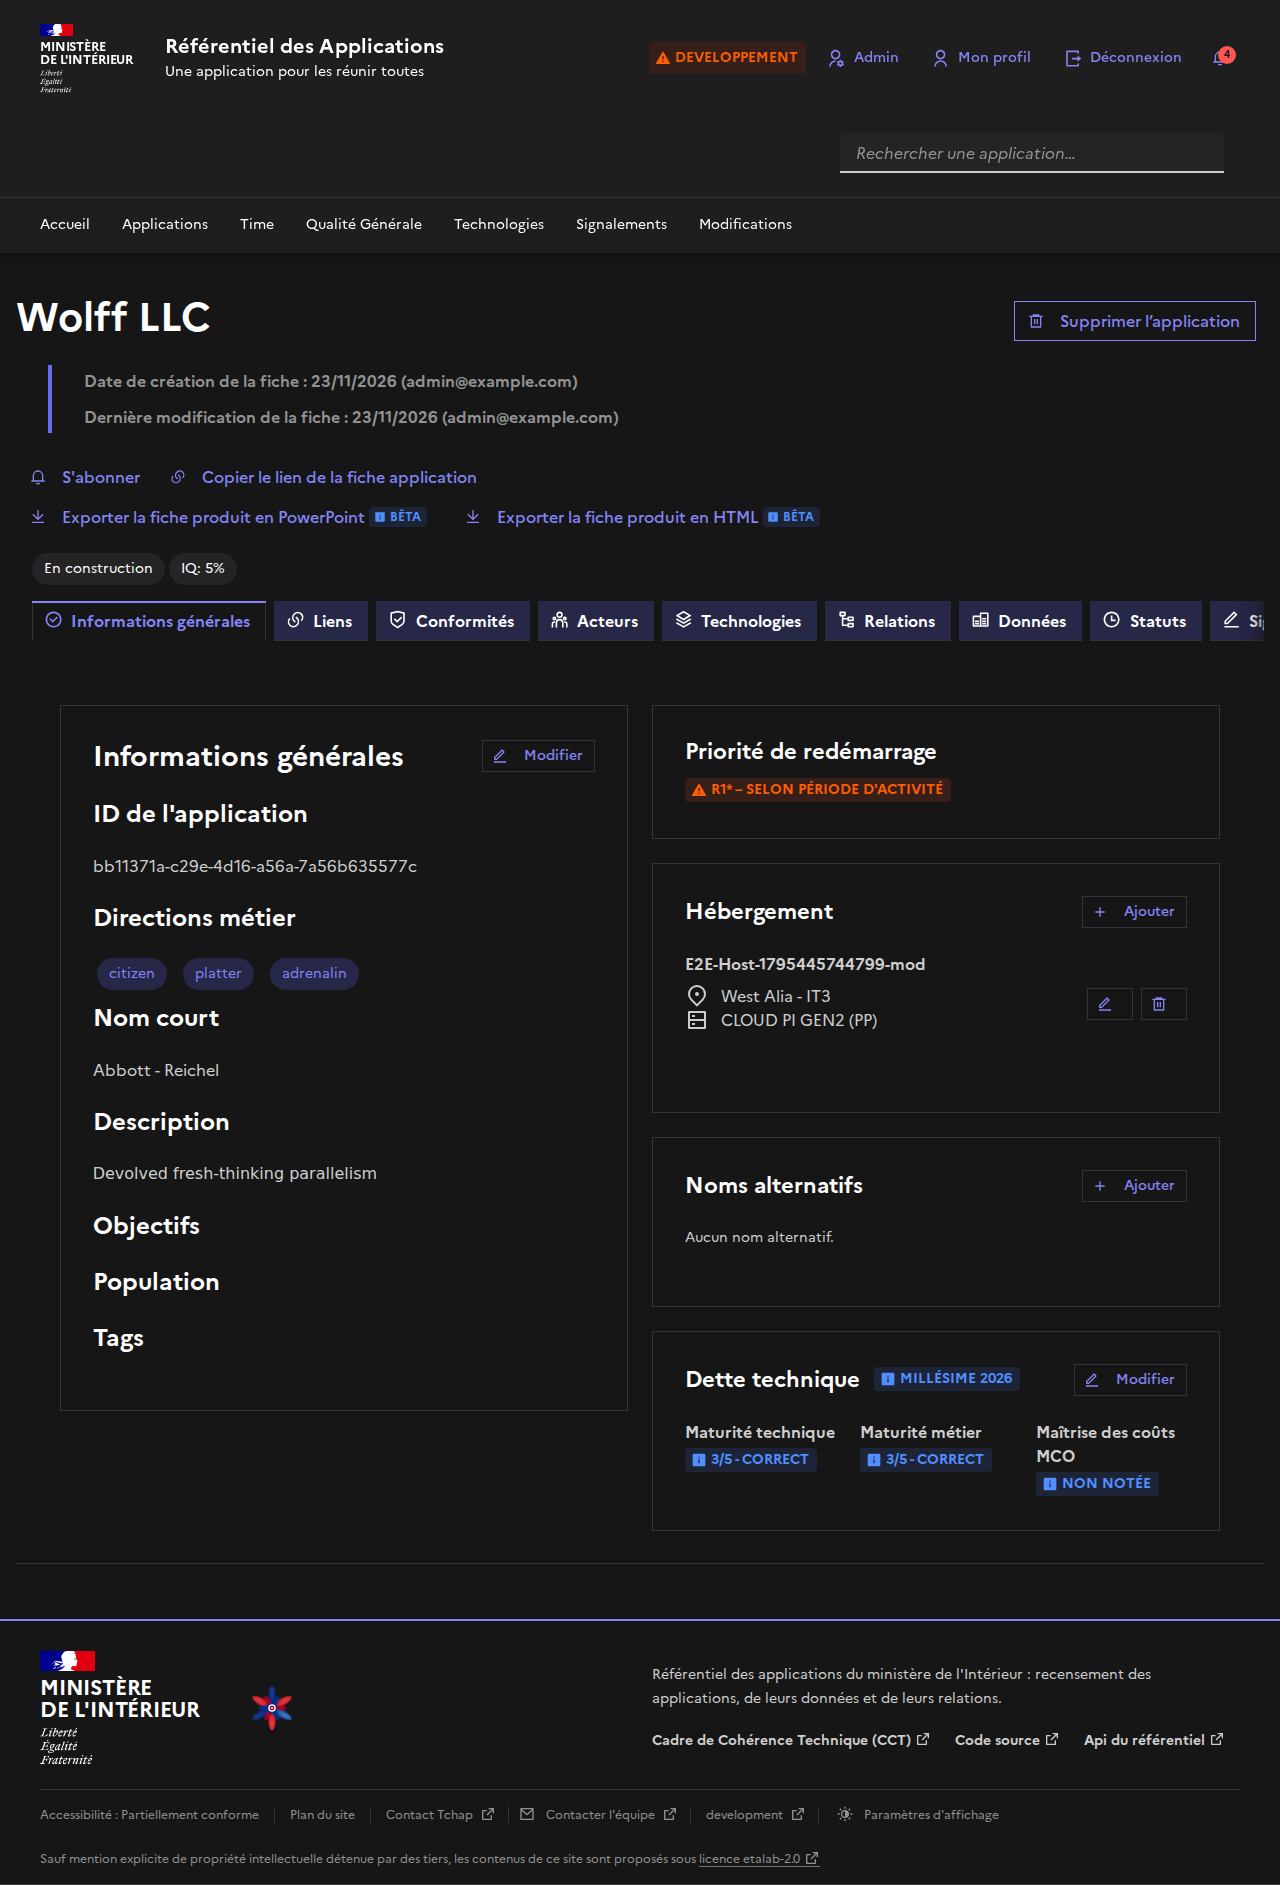 MINISTÈRE
DE L'INTÉRIEUR
Liberté
Égalité
Fraternité
Référentiel des Applications
Une application pour les réunir toutes
DEVELOPPEMENT
Admin
Mon profil
Déconnexion
4
Rechercher une application…
Accueil
Applications
Time
Qualité Générale
Technologies
Signalements
Modifications
Wolff LLC
Supprimer l’application
Date de création de la fiche : 23/11/2026 (admin@example.com)
Dernière modification de la fiche : 23/11/2026 (admin@example.com)
S'abonner
Copier le lien de la fiche application
Exporter la fiche produit en PowerPoint BÊTA
Exporter la fiche produit en HTML BÊTA
En construction
IQ: 5%
Informations générales
Liens
Conformités
Acteurs
Technologies
Relations
Données
Statuts
Informations générales
Modifier
ID de l'application
bb11371a-c29e-4d16-a56a-7a56b635577c
Directions métier
citizen
platter
adrenalin
Nom court
Abbott - Reichel
Description
Devolved fresh-thinking parallelism
Objectifs
Population
Tags
Priorité de redémarrage
R1* – SELON PÉRIODE D'ACTIVITÉ
Hébergement
Ajouter
E2E-Host-1795445744799-mod
West Alia - IT3
CLOUD PI GEN2 (PP)
Noms alternatifs
Ajouter
Aucun nom alternatif.
Dette technique
MILLÉSIME 2026
Modifier
Maturité technique
3/5 - CORRECT
Maturité métier
3/5 - CORRECT
Maîtrise des coûts
MCO
NON NOTÉE
MINISTÈRE
DE L'INTÉRIEUR
Liberté
Égalité
Fraternité
Référentiel des applications du ministère de l'Intérieur : recensement des
applications, de leurs données et de leurs relations.
Cadre de Cohérence Technique (CCT)
Code source
Api du référentiel
Accessibilité : Partiellement conforme
Plan du site
Contact Tchap
Contacter l'équipe
development
Paramètres d'affichage
Sauf mention explicite de propriété intellectuelle détenue par des tiers, les contenus de ce site sont proposés sous licence etalab-2.0